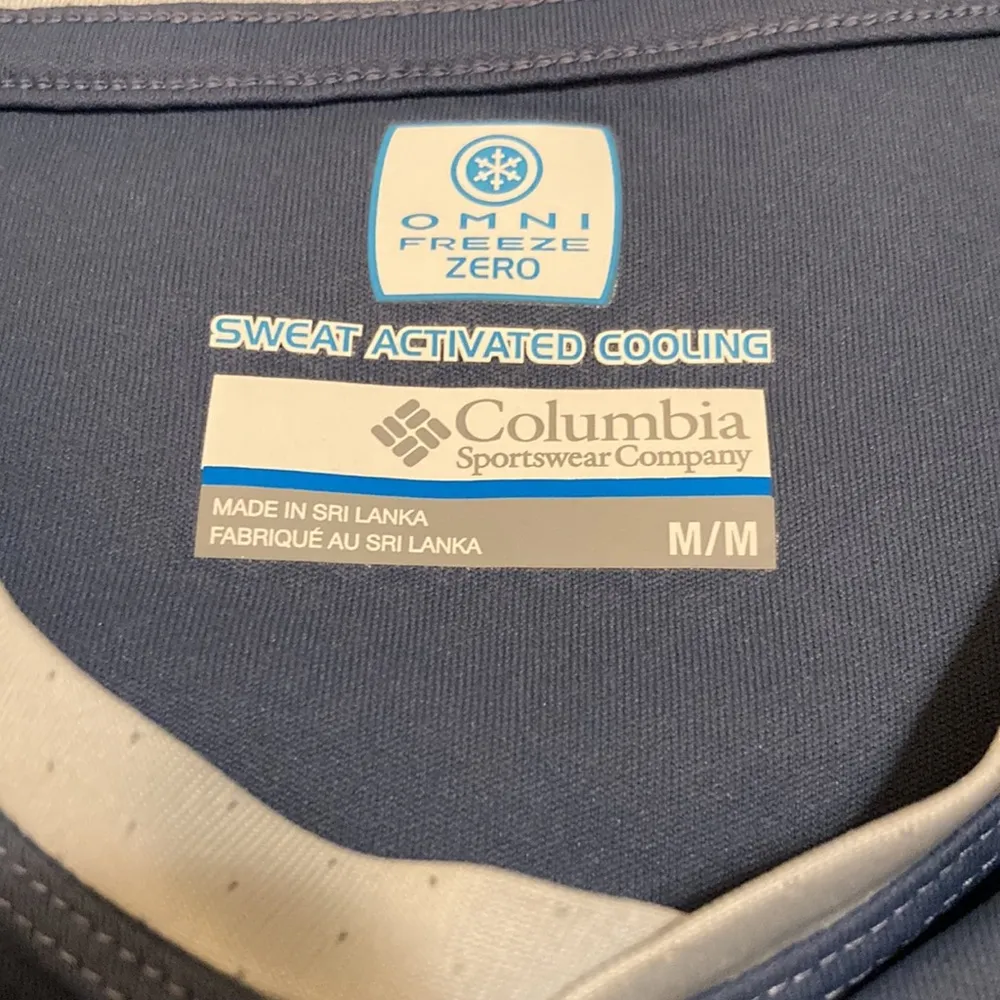 OMNI
FREEZE
ZERO
SWEAT ACTIVATED COOLING
Columbia
Sportswear Company
MADE IN SRI LANKA
FABRIQUÉ AU SRI LANKA
M/M